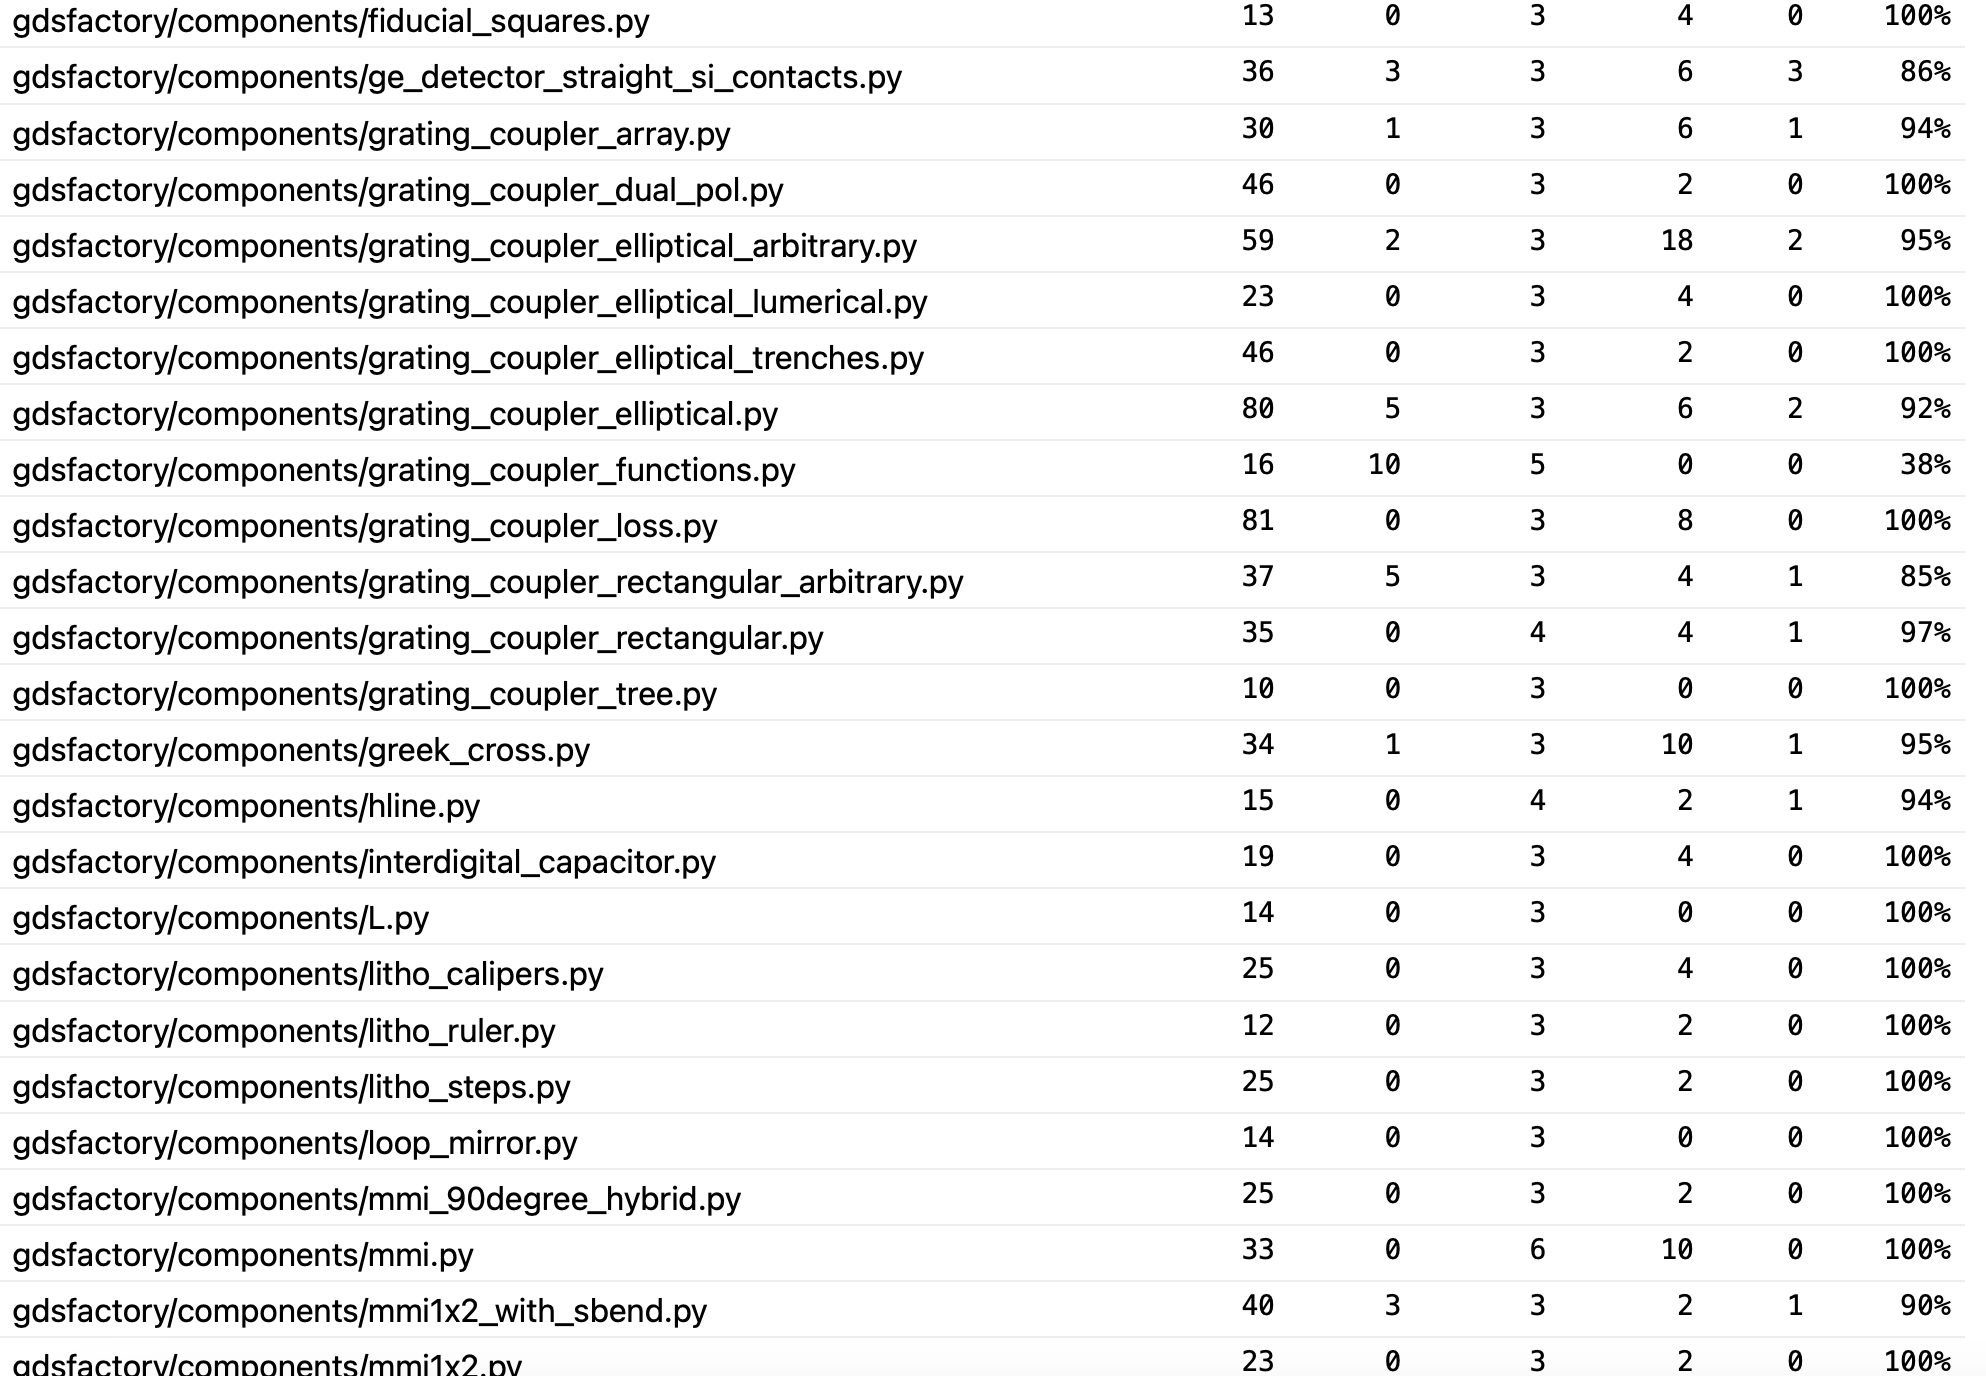 gdsfactory/components/fiducial_squares.py 13 0 3 4 0 100%
gdsfactory/components/ge_detector_straight_si_contacts.py 36 3 3 6 3 86%
gdsfactory/components/grating_coupler_array.py 30 1 3 6 1 94%
gdsfactory/components/grating_coupler_dual_pol.py 46 0 3 2 0 100%
gdsfactory/components/grating_coupler_elliptical_arbitrary.py 59 2 3 18 2 95%
gdsfactory/components/grating_coupler_elliptical_lumerical.py 23 0 3 4 0 100%
gdsfactory/components/grating_coupler_elliptical_trenches.py 46 0 3 2 0 100%
gdsfactory/components/grating_coupler_elliptical.py 80 5 3 6 2 92%
gdsfactory/components/grating_coupler_functions.py 16 10 5 0 0 38%
gdsfactory/components/grating_coupler_loss.py 81 0 3 8 0 100%
gdsfactory/components/grating_coupler_rectangular_arbitrary.py 37 5 3 4 1 85%
gdsfactory/components/grating_coupler_rectangular.py 35 0 4 4 1 97%
gdsfactory/components/grating_coupler_tree.py 10 0 3 0 0 100%
gdsfactory/components/greek_cross.py 34 1 3 10 1 95%
gdsfactory/components/hline.py 15 0 4 2 1 94%
gdsfactory/components/interdigital_capacitor.py 19 0 3 4 0 100%
gdsfactory/components/L.py 14 0 3 0 0 100%
gdsfactory/components/litho_calipers.py 25 0 3 4 0 100%
gdsfactory/components/litho_ruler.py 12 0 3 2 0 100%
gdsfactory/components/litho_steps.py 25 0 3 2 0 100%
gdsfactory/components/loop_mirror.py 14 0 3 0 0 100%
gdsfactory/components/mmi_90degree_hybrid.py 25 0 3 2 0 100%
gdsfactory/components/mmi.py 33 0 6 10 0 100%
gdsfactory/components/mmi1x2_with_sbend.py 40 3 3 2 1 90%
gdsfactory/components/mmi1x2.py 23 0 3 2 0 100%